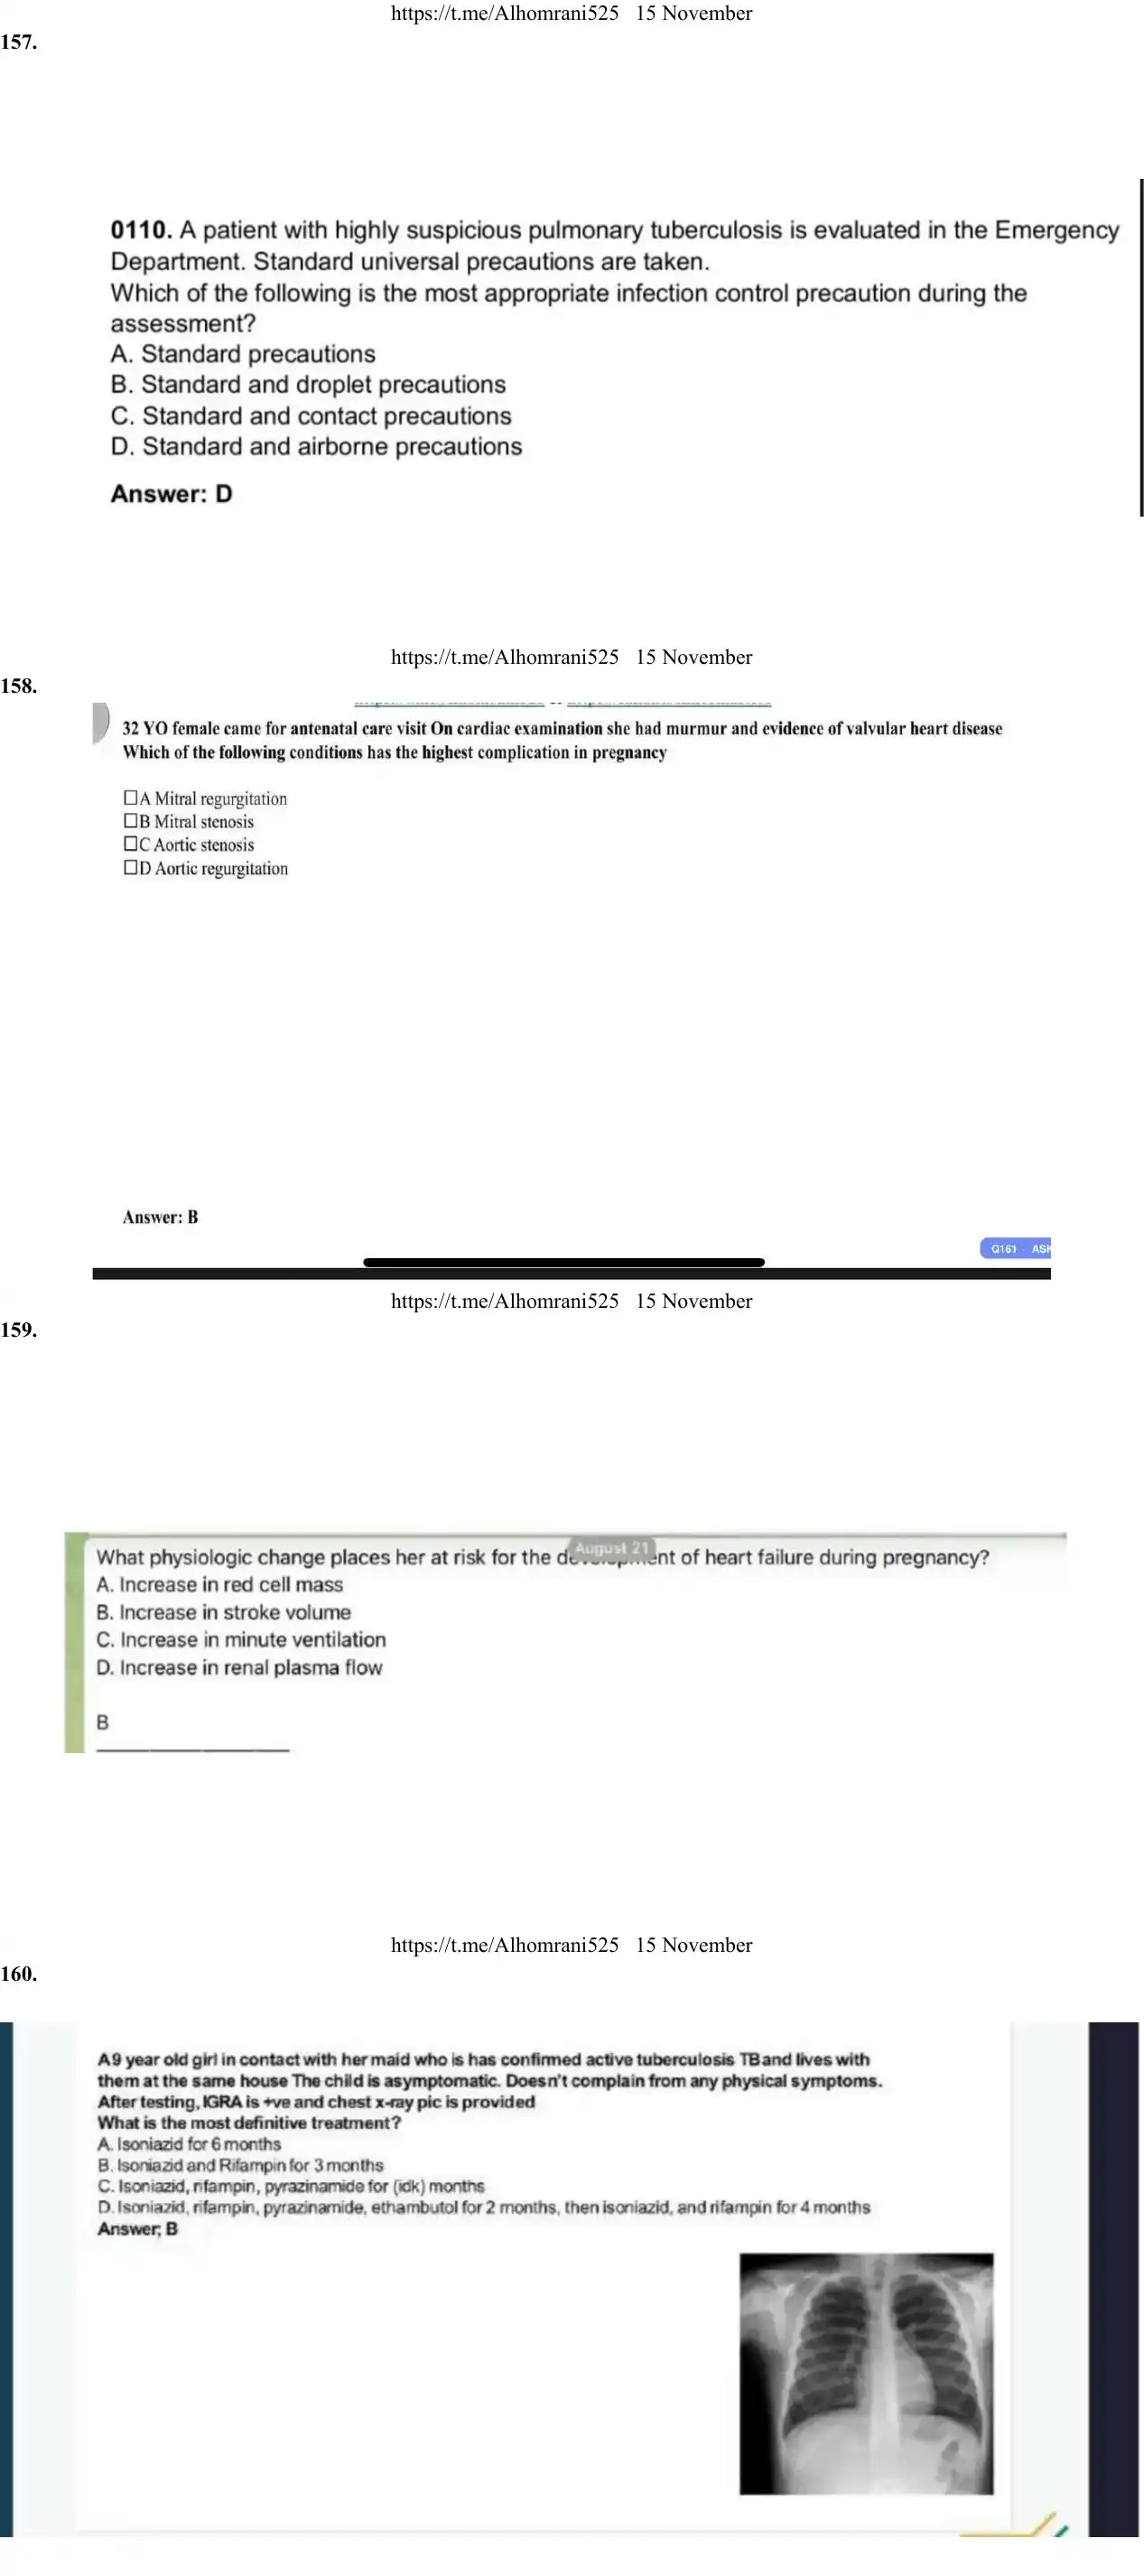 https://t.me/Alhomrani525 15 November
157.
0110. A patient with highly suspicious pulmonary tuberculosis is evaluated in the Emergency
Department. Standard universal precautions are taken.
Which of the following is the most appropriate infection control precaution during the
assessment?
A. Standard precautions
B. Standard and droplet precautions
C. Standard and contact precautions
D. Standard and airborne precautions
Answer: D
https://t.me/Alhomrani525 15 November
158.
32 YO female came for antenatal care visit On cardiac examination she had murmur and evidence of valvular heart disease
Which of the following conditions has the highest complication in pregnancy
☐A Mitral regurgitation
☐B Mitral stenosis
☐C Aortic stenosis
☐D Aortic regurgitation
Answer: B
Q161 ASK
https://t.me/Alhomrani525 15 November
159.
August 21
What physiologic change places her at risk for the development of heart failure during pregnancy?
A. Increase in red cell mass
B. Increase in stroke volume
C. Increase in minute ventilation
D. Increase in renal plasma flow
B
https://t.me/Alhomrani525 15 November
160.
A 9 year old girl in contact with her maid who is has confirmed active tuberculosis TB and lives with
them at the same house The child is asymptomatic. Doesn't complain from any physical symptoms.
After testing, IGRA is +ve and chest x-ray pic is provided
What is the most definitive treatment?
A. Isoniazid for 6 months
B. Isoniazid and Rifampin for 3 months
C. Isoniazid, rifampin, pyrazinamide for (idk) months
D. Isoniazid, rifampin, pyrazinamide, ethambutol for 2 months, then isoniazid, and rifampin for 4 months
Answer; B